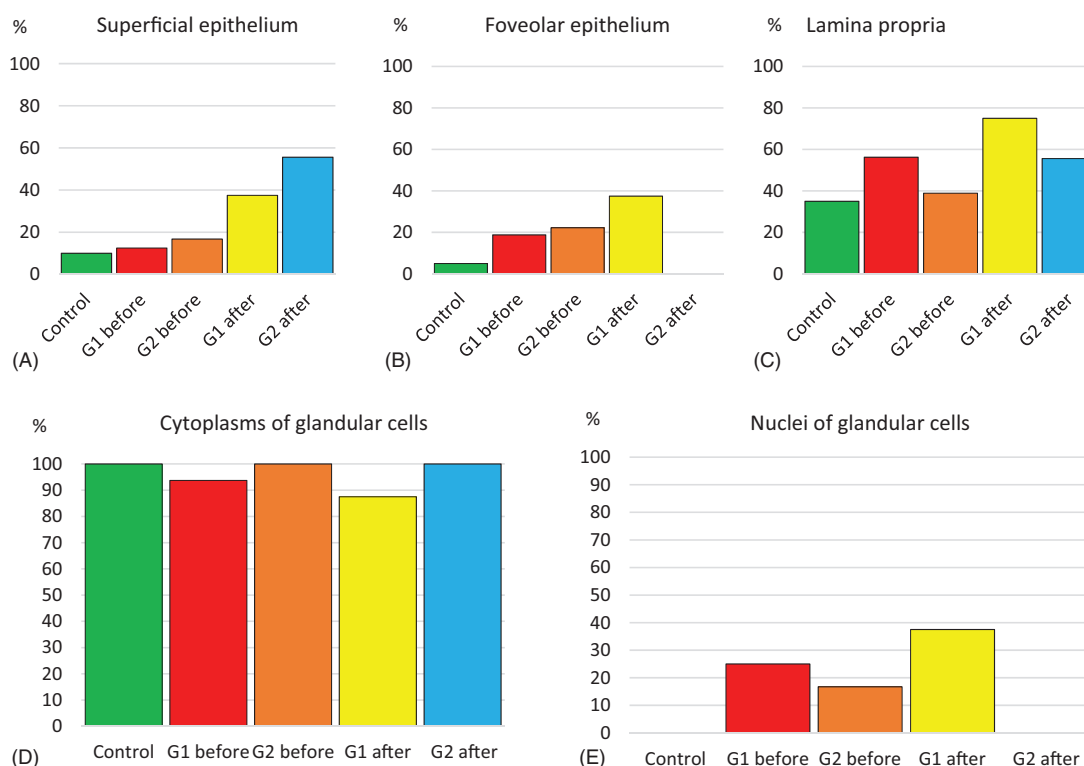 % Superficial epithelium
100
80
60
40
20
0
Control
G1 before
G2 before
G1 after
G2 after
(A)
% Foveolar epithelium
100
80
60
40
20
0
Control
G1 before
G2 before
G1 after
G2 after
(B)
% Lamina propria
100
80
60
40
20
0
Control
G1 before
G2 before
G1 after
G2 after
(C)
% Cytoplasms of glandular cells
100
90
80
70
60
50
40
30
20
10
0
Control G1 before G2 before G1 after G2 after
(D)
% Nuclei of glandular cells
100
90
80
70
60
50
40
30
20
10
0
Control G1 before G2 before G1 after G2 after
(E)